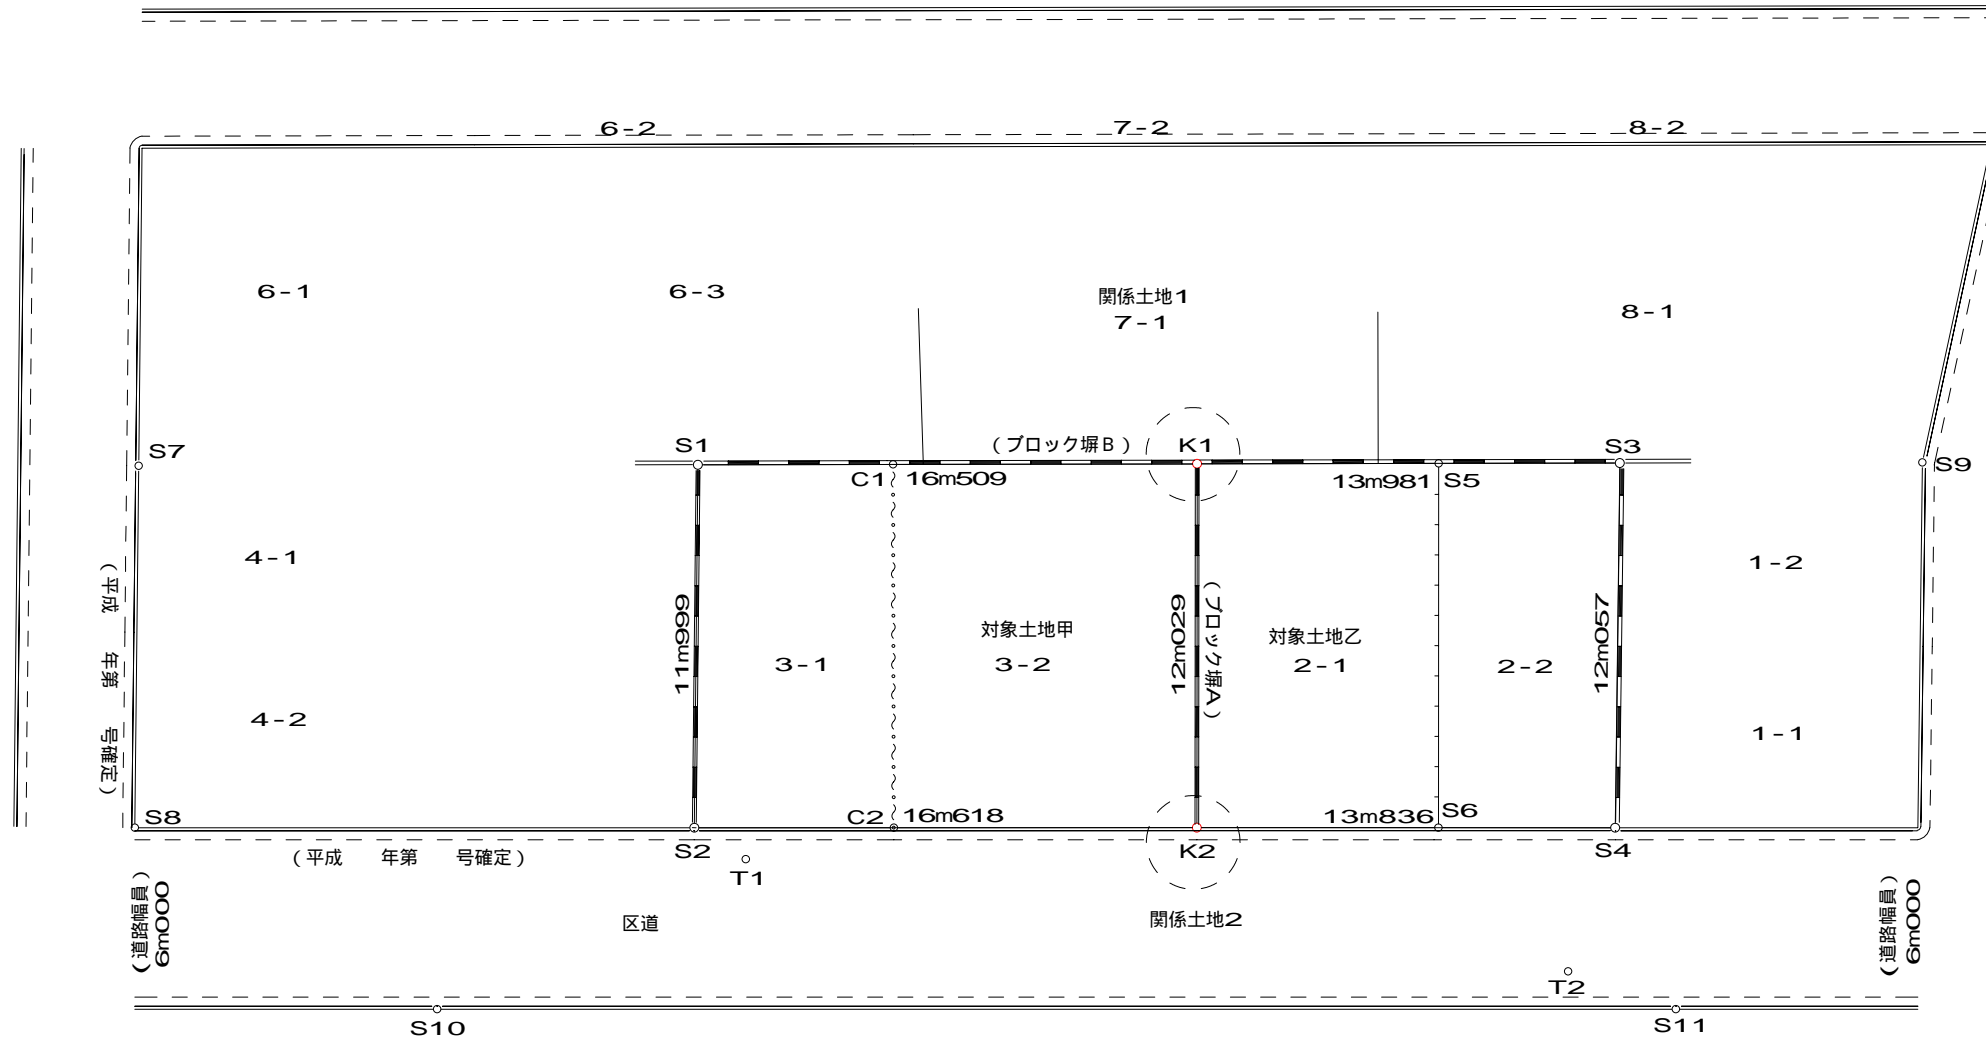 6-2
7-2
8-2
6-1
6-3
関係土地1
7-1
8-1
S7
S1
(ブロック塀B)
K1
S3
S9
C1
16m509
13m981
S5
4-1
1-2
(平成 年第 号確定)
11m999
対象土地甲
12m029
(ブロック塀A)
対象土地乙
12m057
3-1
3-2
2-1
2-2
4-2
1-1
S8
C2
16m618
13m836
S6
(平成 年第 号確定)
S2
T1
K2
S4
(道路幅員)
6m000
区道
関係土地2
(道路幅員)
6m000
T2
S10
S11